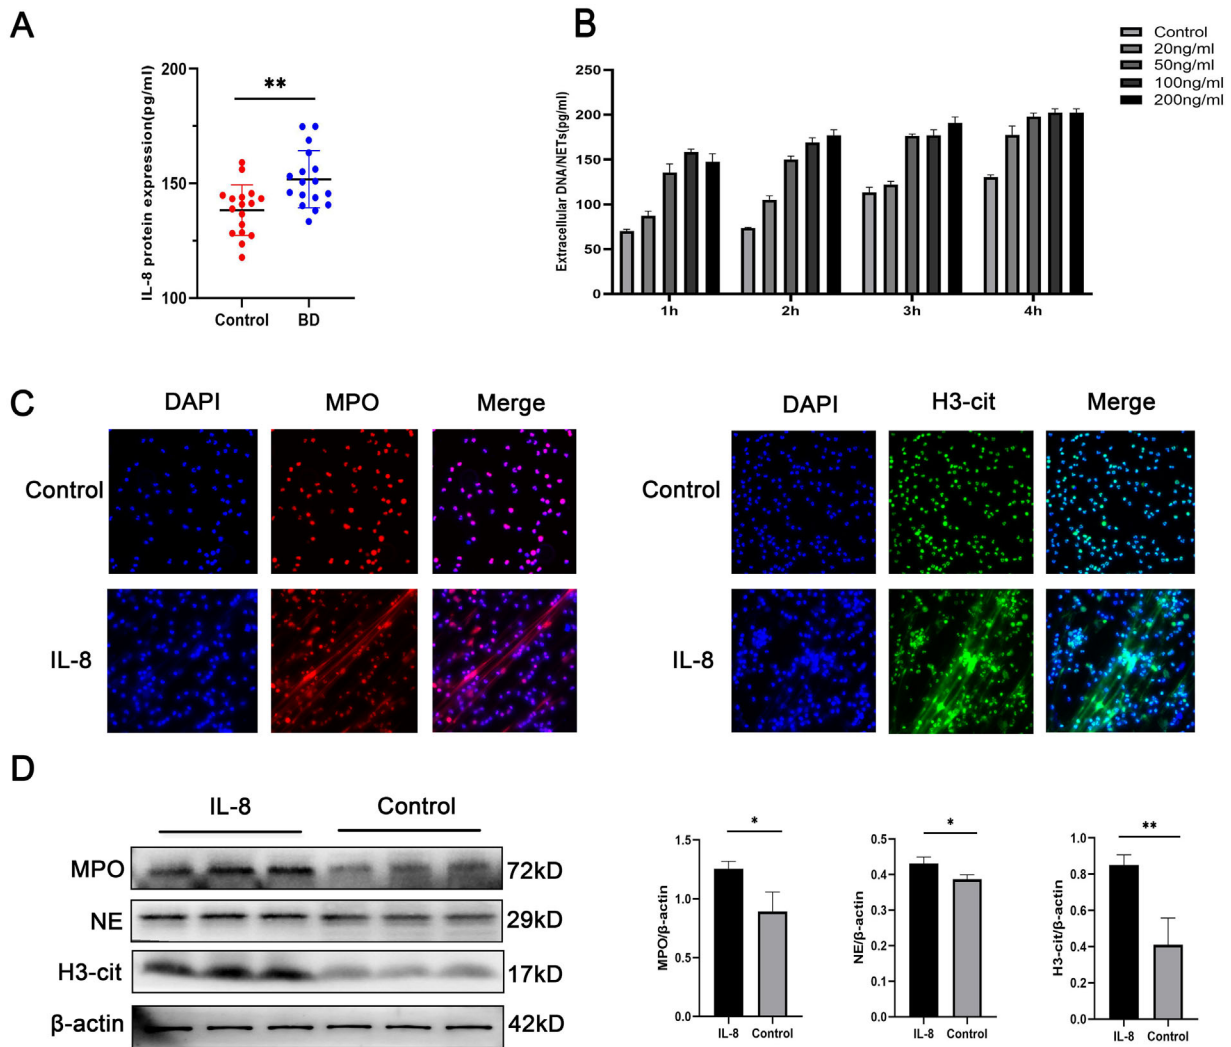 A
IL-8 protein expression(pg/ml)
200
150
100
**
Control
BD
B
Extracellular DNA/NETs(pg/ml)
250
200
150
100
50
0
1h
2h
3h
4h
Control
20ng/ml
50ng/ml
100ng/ml
200ng/ml
C
DAPI
MPO
Merge
Control
IL-8
DAPI
H3-cit
Merge
Control
IL-8
D
IL-8
Control
MPO
72kD
NE
29kD
H3-cit
17kD
β-actin
42kD
MPO/β-actin
1.5
1.0
0.5
0.0
*
IL-8
Control
NE/β-actin
0.5
0.4
0.3
0.2
0.1
0.0
*
IL-8
Control
H3-cit/β-actin
1.0
0.8
0.6
0.4
0.2
0.0
**
IL-8
Control